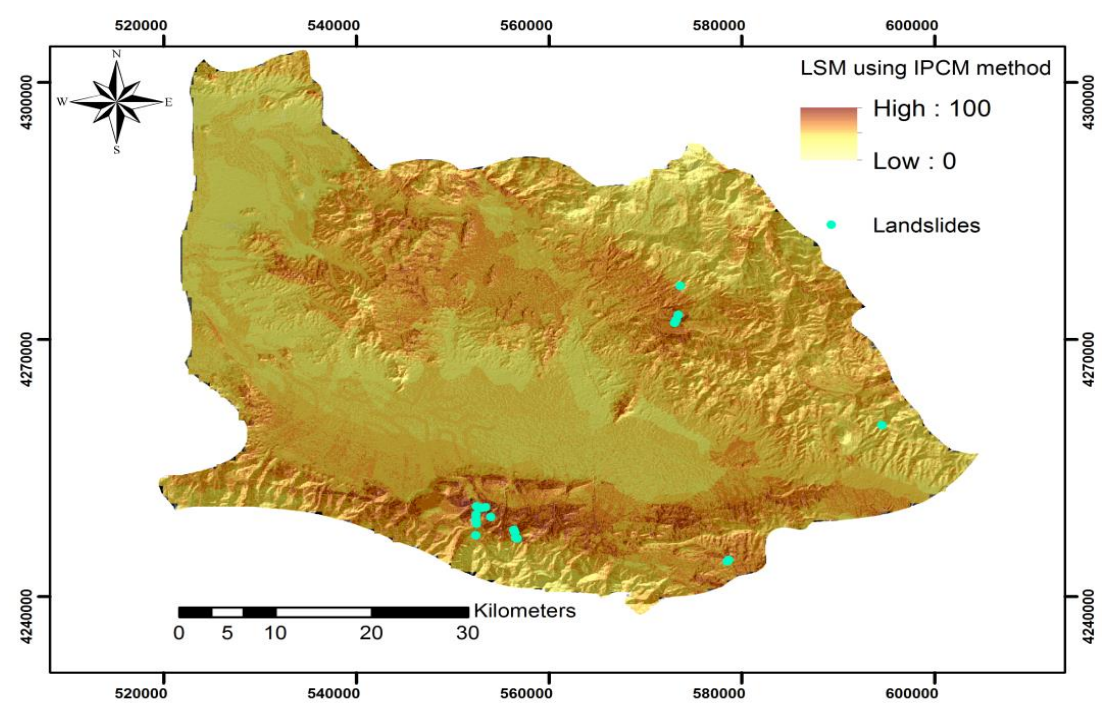 520000 540000 560000 580000 600000
N
W E
S
LSM using IPCM method
High : 100
Low : 0
Landslides
4300000 4300000
4270000 4270000
4240000 4240000
Kilometers
0 5 10 20 30
520000 540000 560000 580000 600000